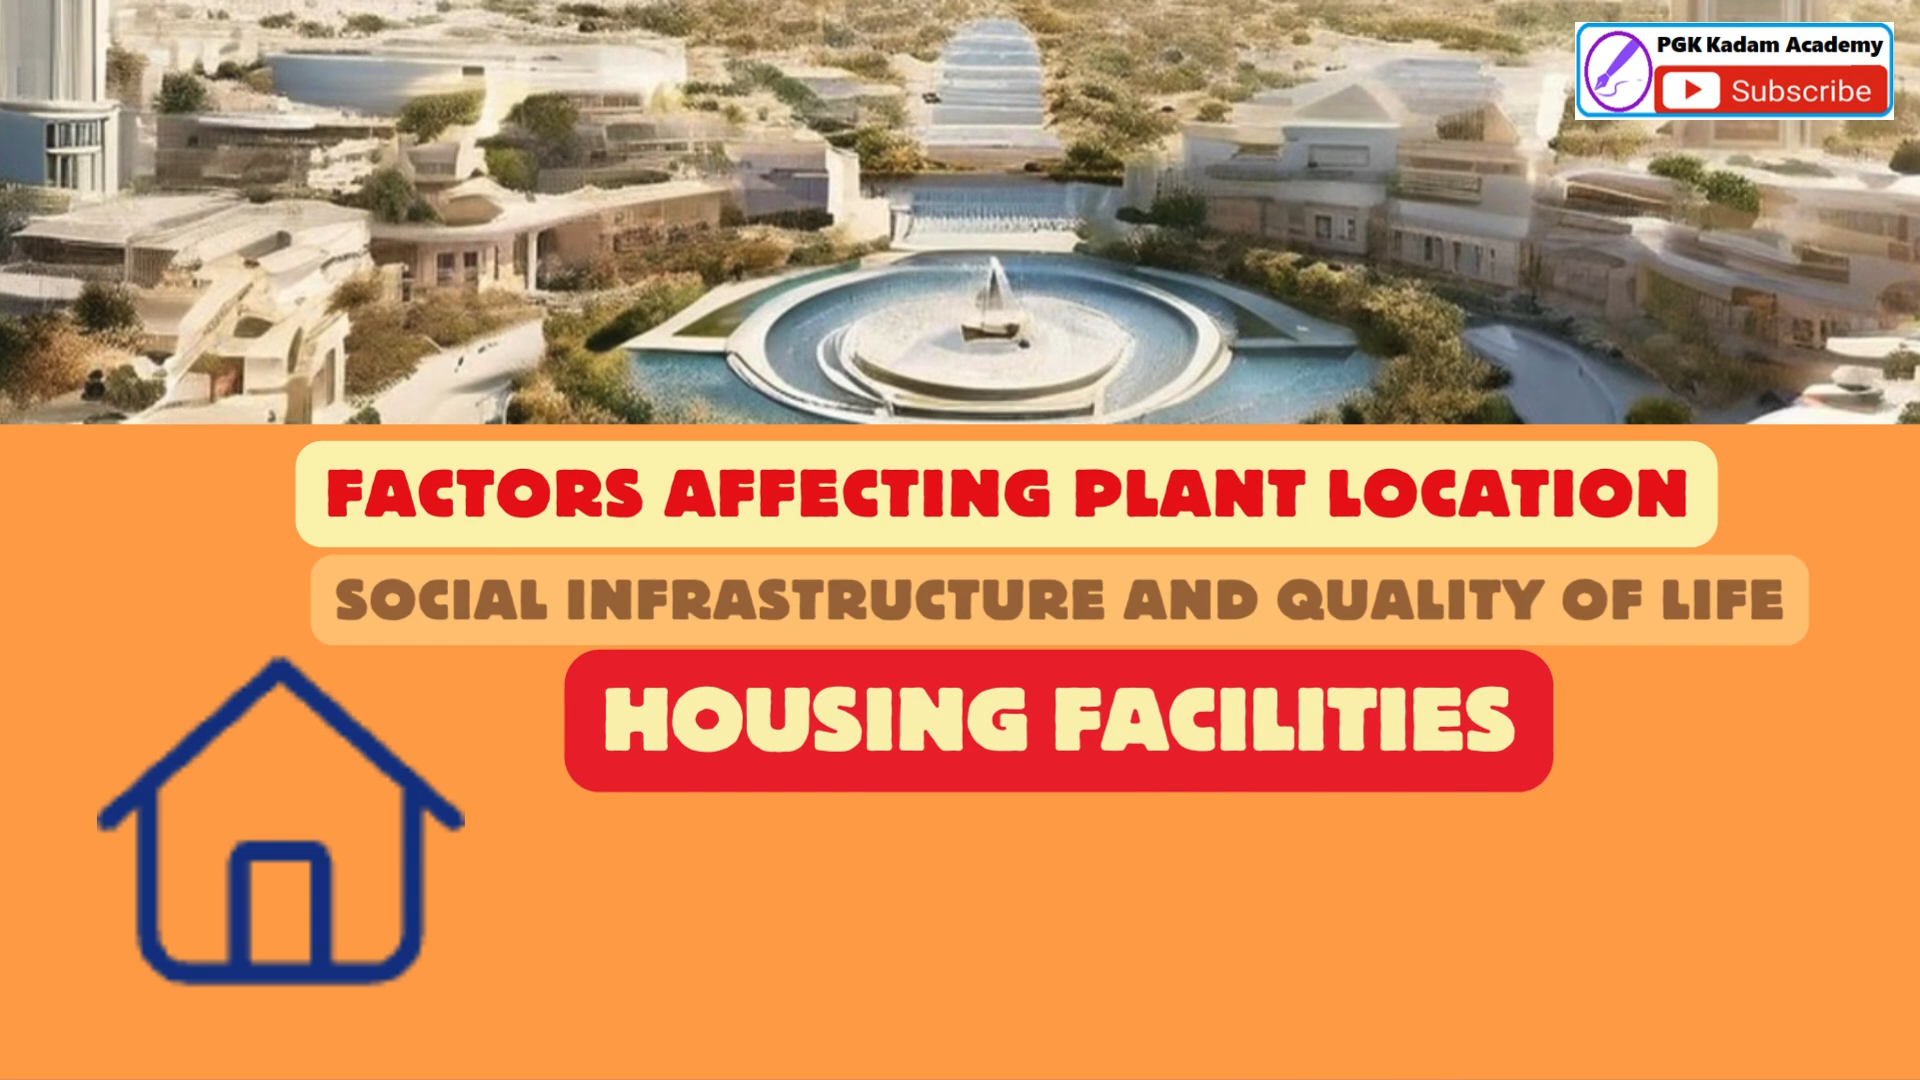 PGK Kadam Academy
Subscribe
FACTORS AFFECTING PLANT LOCATION
SOCIAL INFRASTRUCTURE AND QUALITY OF LIFE
HOUSING FACILITIES